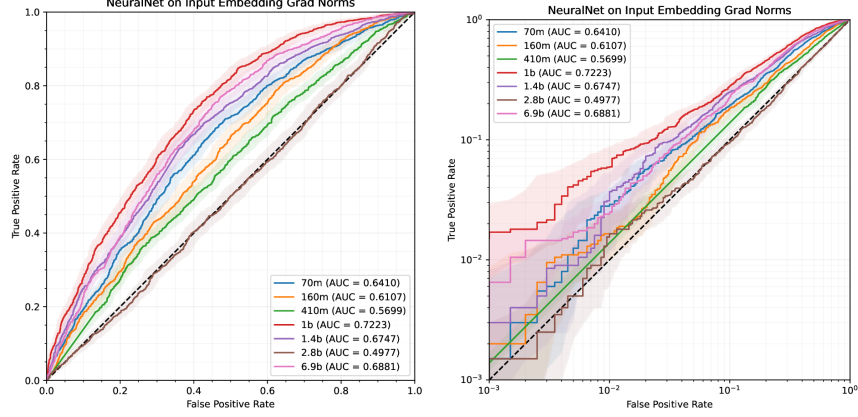 NeuralNet on Input Embedding Grad Norms
1.0
0.8
0.6
0.4
0.2
0.0
True Positive Rate
70m (AUC = 0.6410)
160m (AUC = 0.6107)
410m (AUC = 0.5699)
1b (AUC = 0.7223)
1.4b (AUC = 0.6747)
2.8b (AUC = 0.4977)
6.9b (AUC = 0.6881)
0.0 0.2 0.4 0.6 0.8 1.0
False Positive Rate
NeuralNet on Input Embedding Grad Norms
10⁰
10⁻¹
10⁻²
10⁻³
True Positive Rate
70m (AUC = 0.6410)
160m (AUC = 0.6107)
410m (AUC = 0.5699)
1b (AUC = 0.7223)
1.4b (AUC = 0.6747)
2.8b (AUC = 0.4977)
6.9b (AUC = 0.6881)
10⁻³ 10⁻² 10⁻¹ 10⁰
False Positive Rate